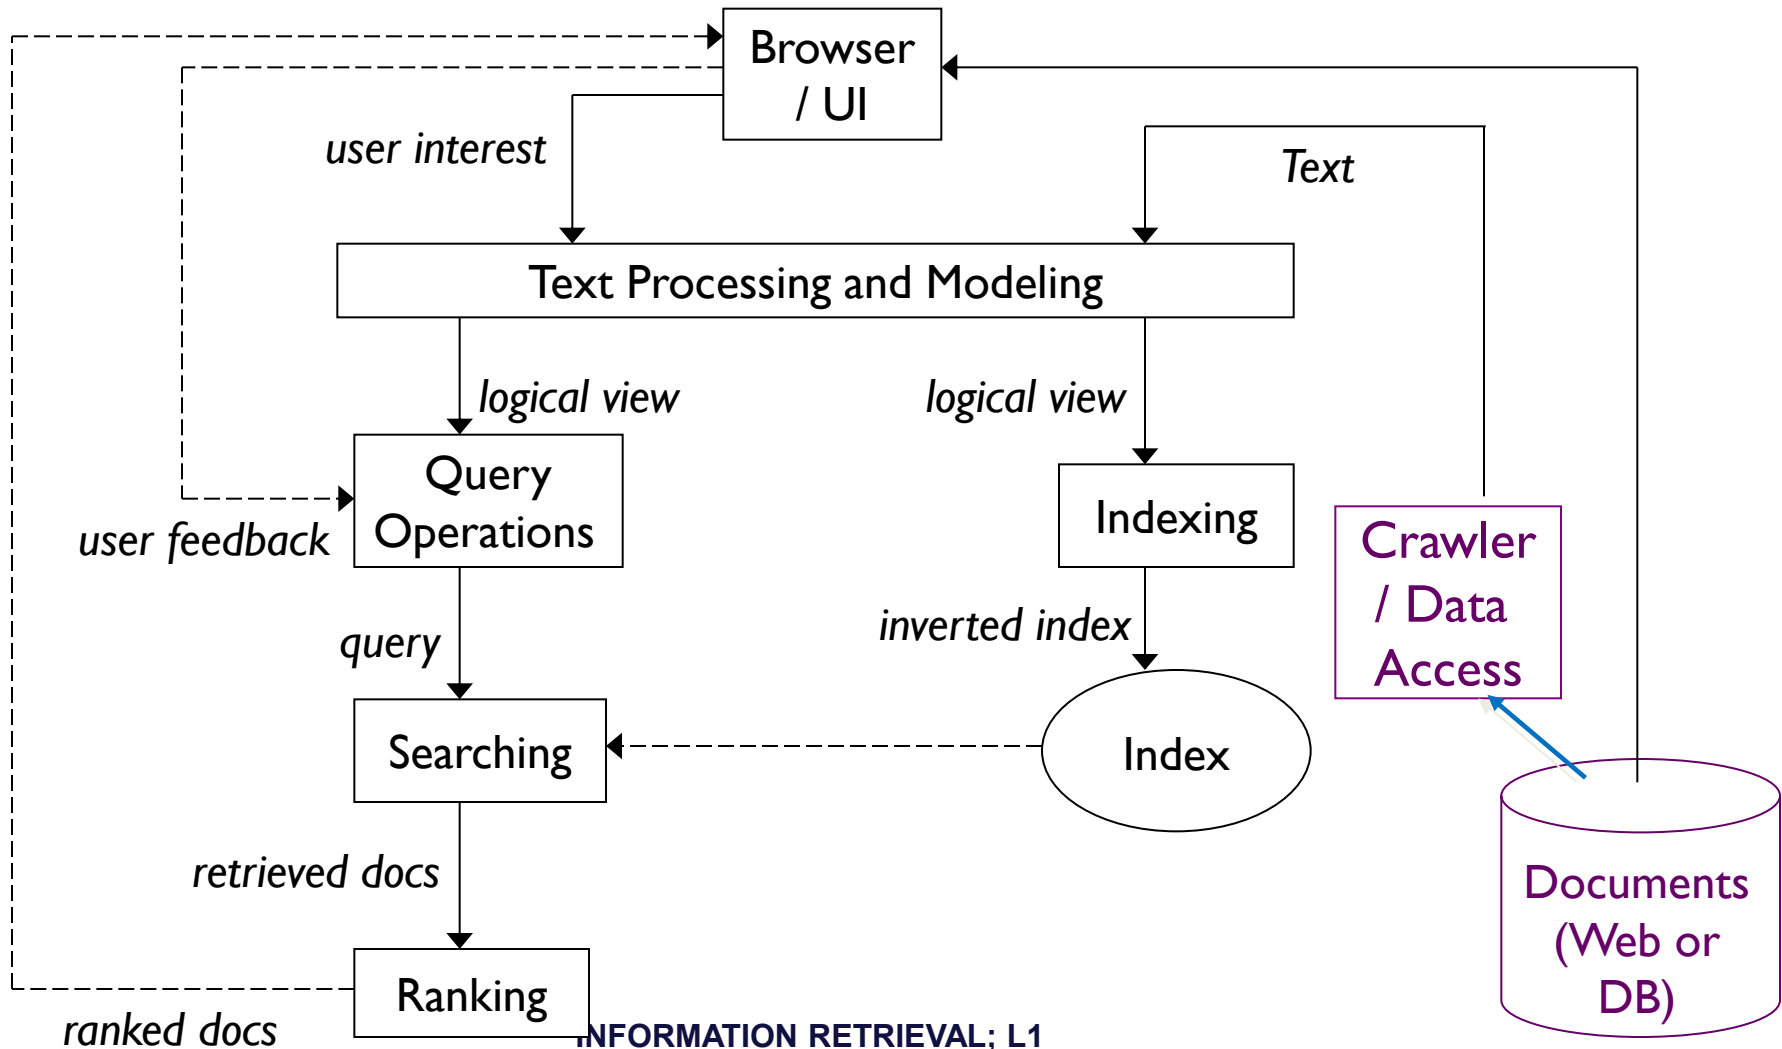 Browser
/ UI
user interest
Text
Text Processing and Modeling
logical view
logical view
Query
Operations
user feedback
Indexing
Crawler
/ Data
Access
query
inverted index
Searching
Index
retrieved docs
Documents
(Web or
DB)
Ranking
ranked docs
INFORMATION RETRIEVAL; L1